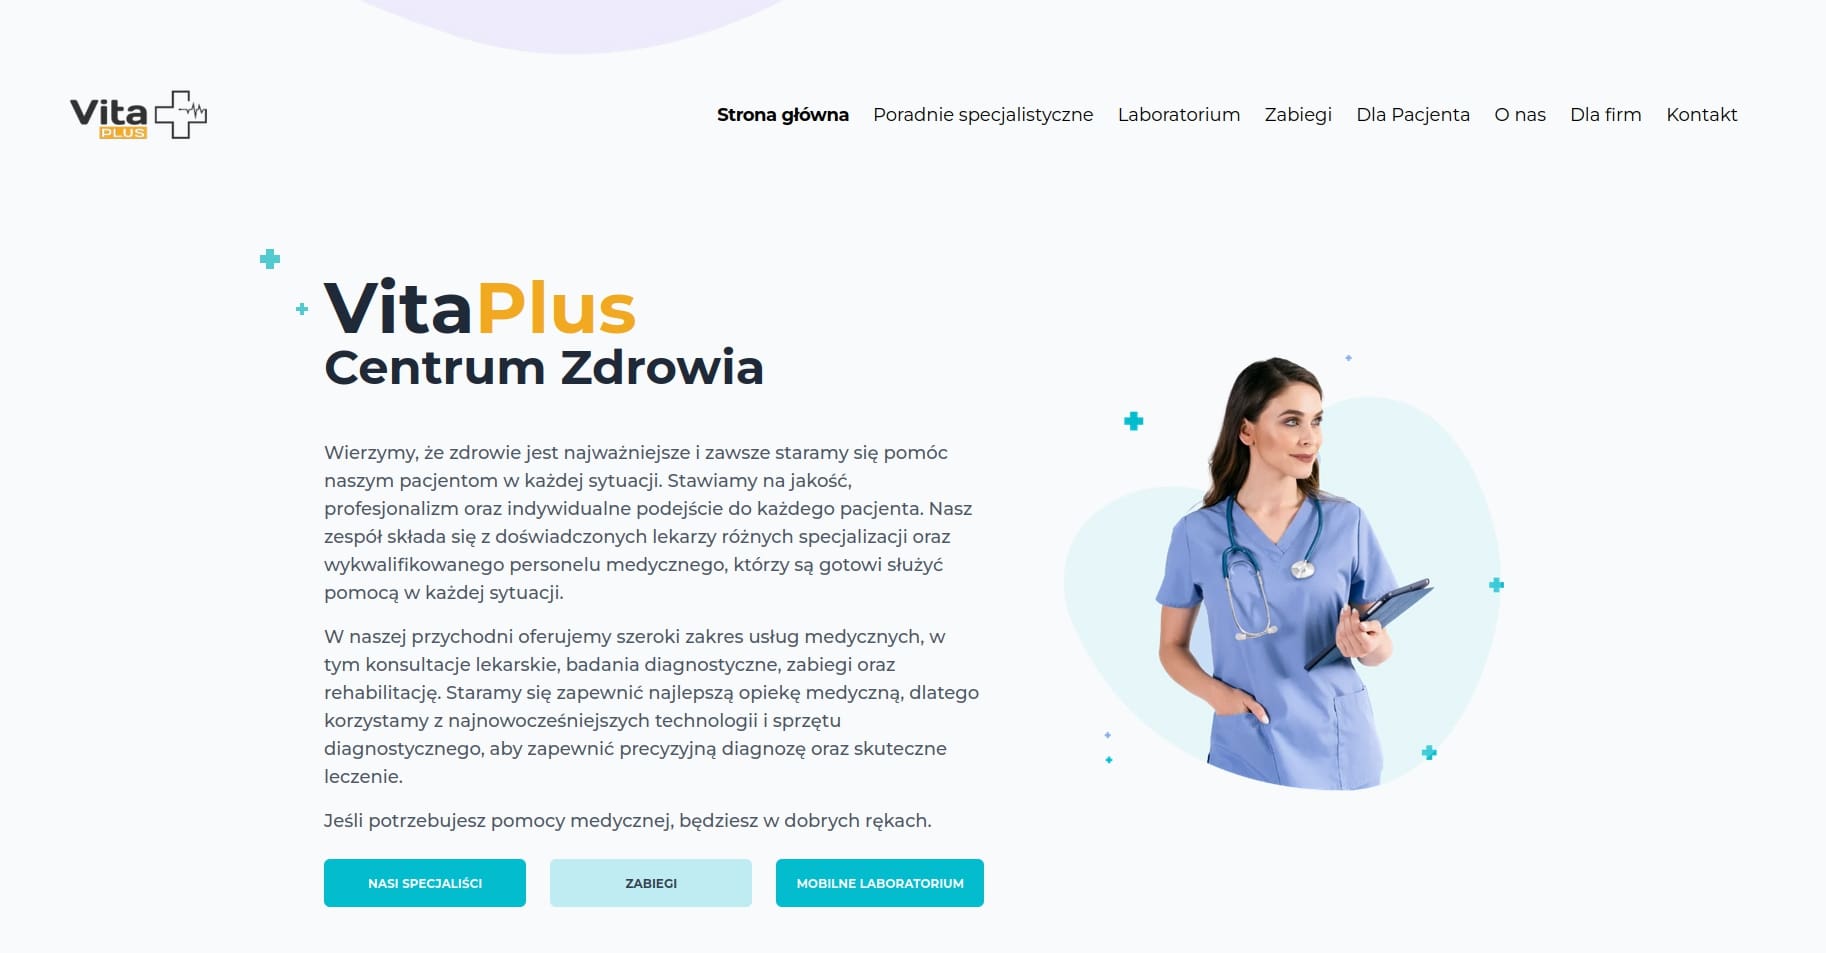 Vita
PLUS
Strona główna Poradnie specjalistyczne Laboratorium Zabiegi Dla Pacjenta O nas Dla firm Kontakt
VitaPlus
Centrum Zdrowia
Wierzymy, że zdrowie jest najważniejsze i zawsze staramy się pomóc
naszym pacjentom w każdej sytuacji. Stawiamy na jakość,
profesjonalizm oraz indywidualne podejście do każdego pacjenta. Nasz
zespół składa się z doświadczonych lekarzy różnych specjalizacji oraz
wykwalifikowanego personelu medycznego, którzy są gotowi służyć
pomocą w każdej sytuacji.
W naszej przychodni oferujemy szeroki zakres usług medycznych, w
tym konsultacje lekarskie, badania diagnostyczne, zabiegi oraz
rehabilitację. Staramy się zapewnić najlepszą opiekę medyczną, dlatego
korzystamy z najnowocześniejszych technologii i sprzętu
diagnostycznego, aby zapewnić precyzyjną diagnozę oraz skuteczne
leczenie.
Jeśli potrzebujesz pomocy medycznej, będziesz w dobrych rękach.
NASI SPECJALIŚCI ZABIEGI MOBILNE LABORATORIUM